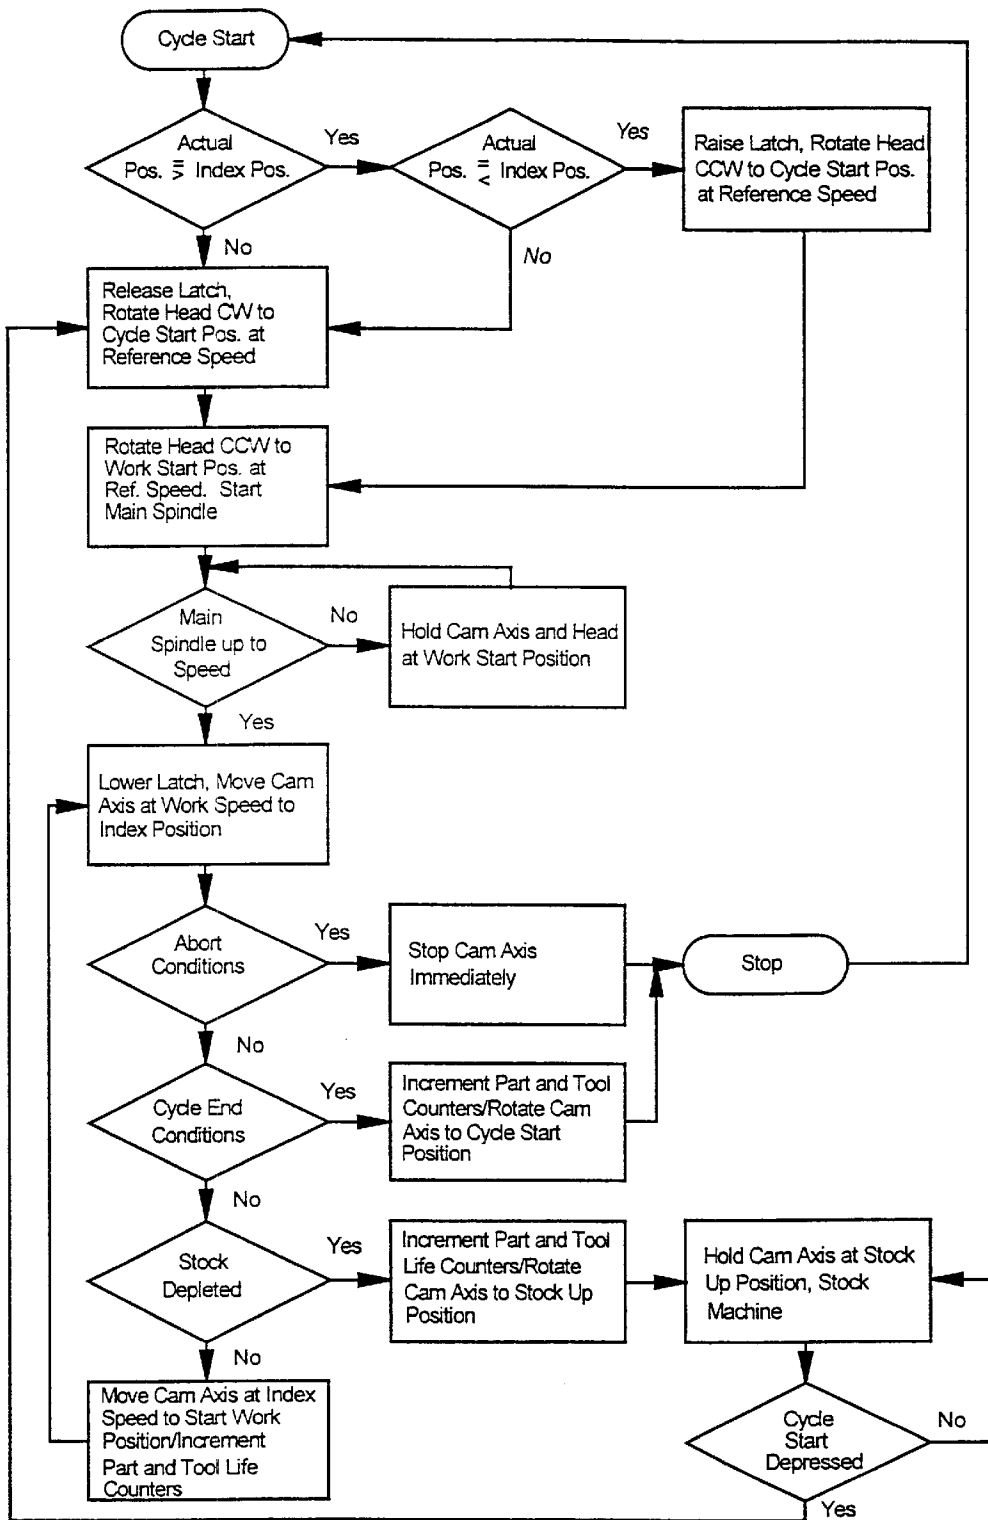 Cycle Start
Actual
Pos. ≧ Index Pos.
Yes
No
Actual
Pos. ≦ Index Pos.
Yes
No
Raise Latch, Rotate Head
CCW to Cycle Start Pos.
at Reference Speed
Release Latch,
Rotate Head CW to
Cycle Start Pos. at
Reference Speed
Rotate Head CCW to
Work Start Pos. at
Ref. Speed. Start
Main Spindle
Main
Spindle up to
Speed
No
Yes
Hold Cam Axis and Head
at Work Start Position
Lower Latch, Move Cam
Axis at Work Speed to
Index Position
Abort
Conditions
Yes
No
Stop Cam Axis
Immediately
Stop
Cycle End
Conditions
Yes
No
Increment Part and Tool
Counters/Rotate Cam
Axis to Cycle Start
Position
Stock
Depleted
Yes
No
Increment Part and Tool
Life Counters/Rotate
Cam Axis to Stock Up
Position
Hold Cam Axis at Stock
Up Position, Stock
Machine
Move Cam Axis at Index
Speed to Start Work
Position/Increment
Part and Tool Life
Counters
Cycle
Start
Depressed
No
Yes